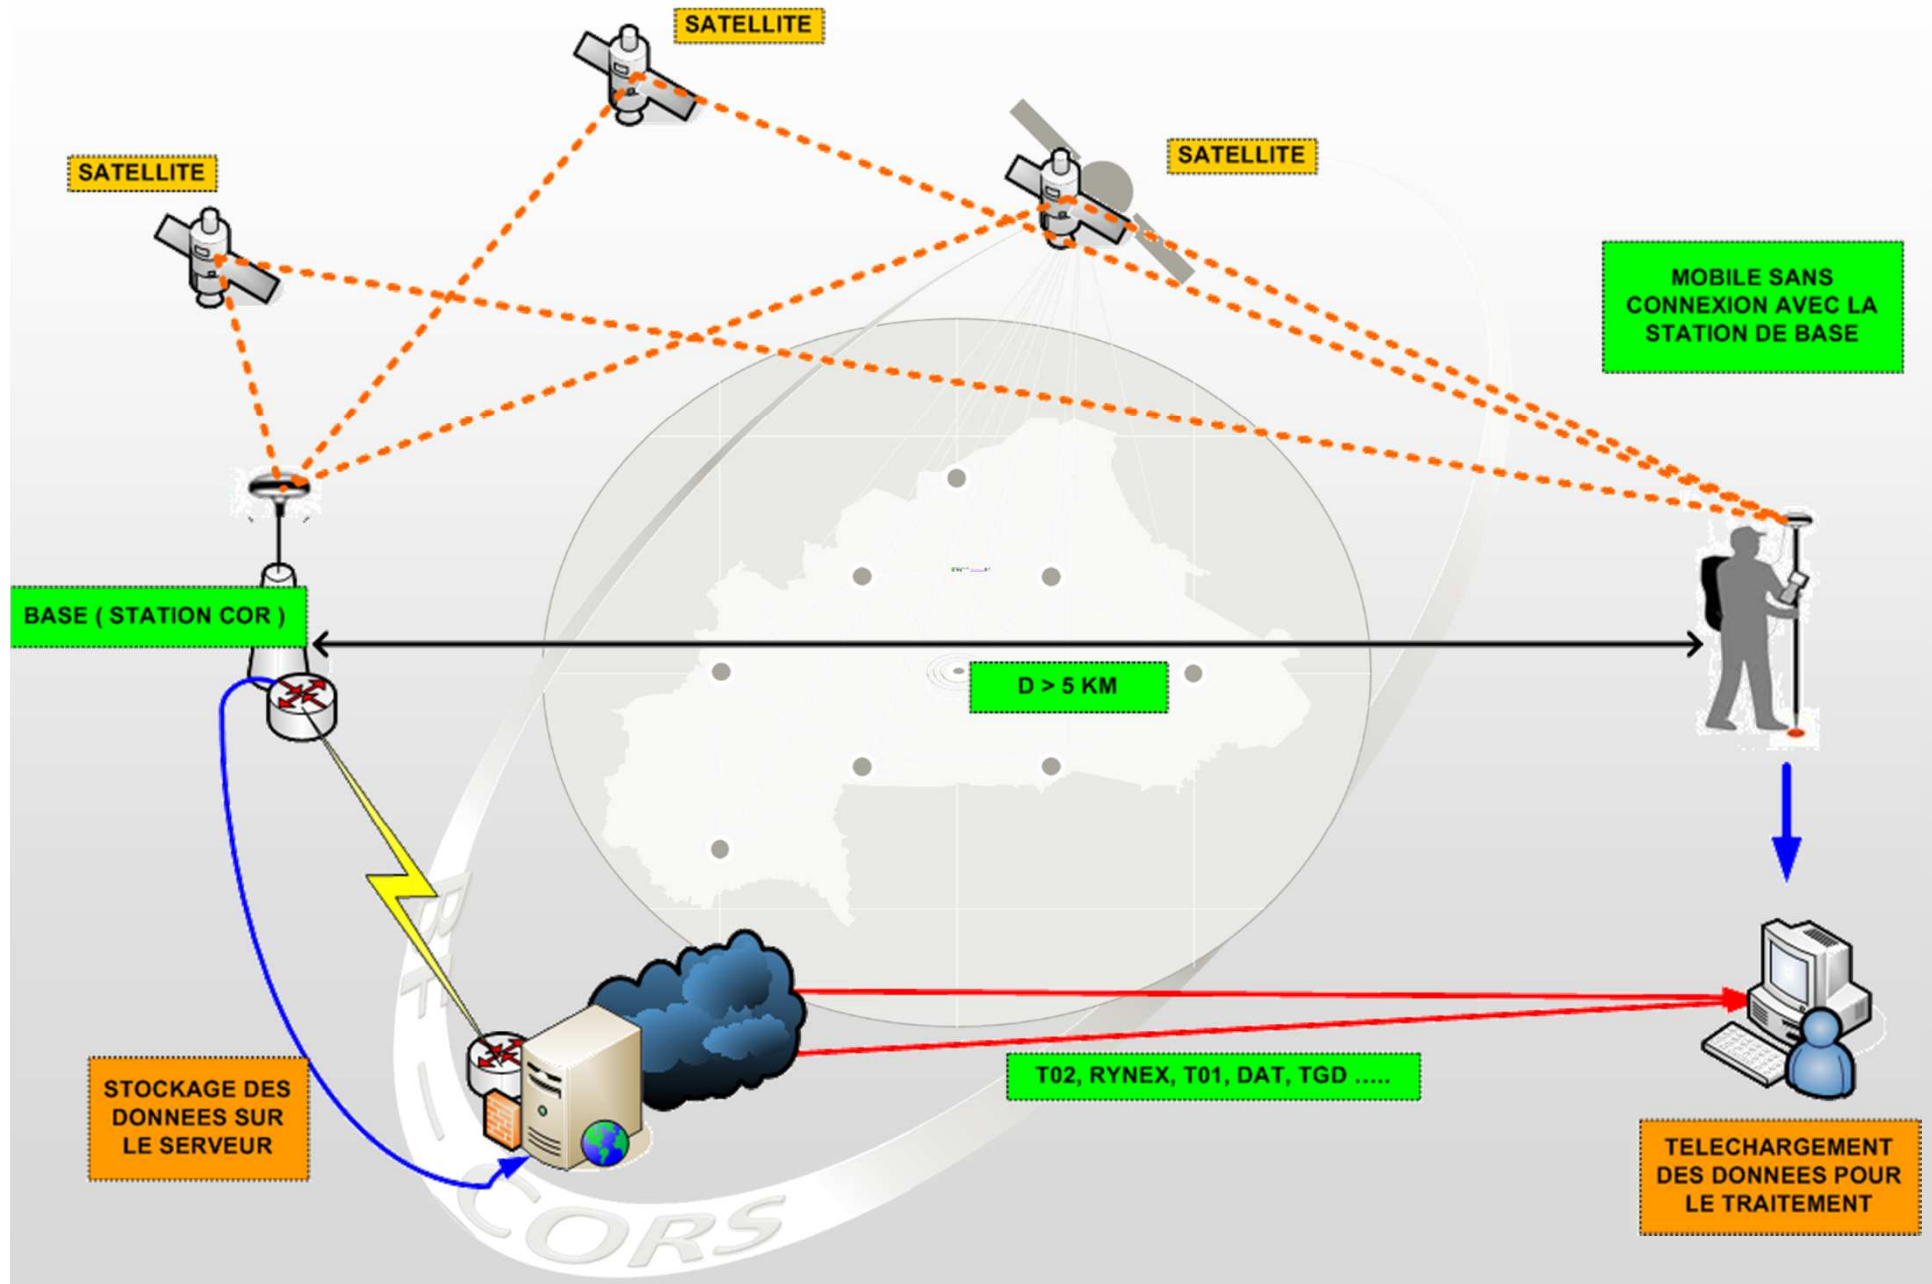 SATELLITE
SATELLITE
SATELLITE
MOBILE SANS
CONNEXION AVEC LA
STATION DE BASE
BASE ( STATION COR )
D > 5 KM
T02, RYNEX, T01, DAT, TGD .....
STOCKAGE DES
DONNEES SUR
LE SERVEUR
TELECHARGEMENT
DES DONNEES POUR
LE TRAITEMENT
CORS